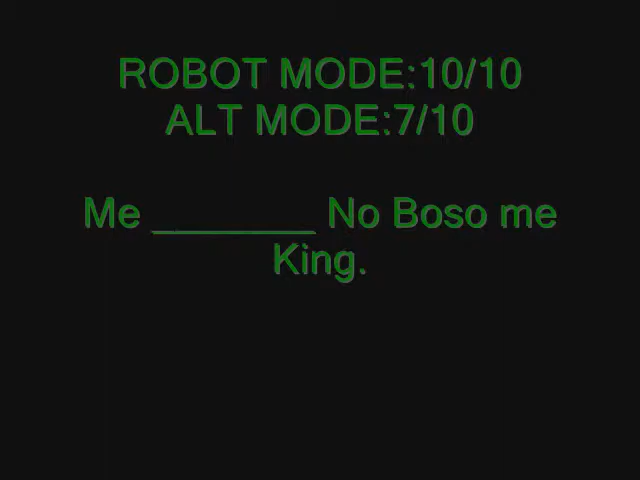 ROBOT MODE:10/10
ALT MODE:7/10
Me _______ No Boso me
King.